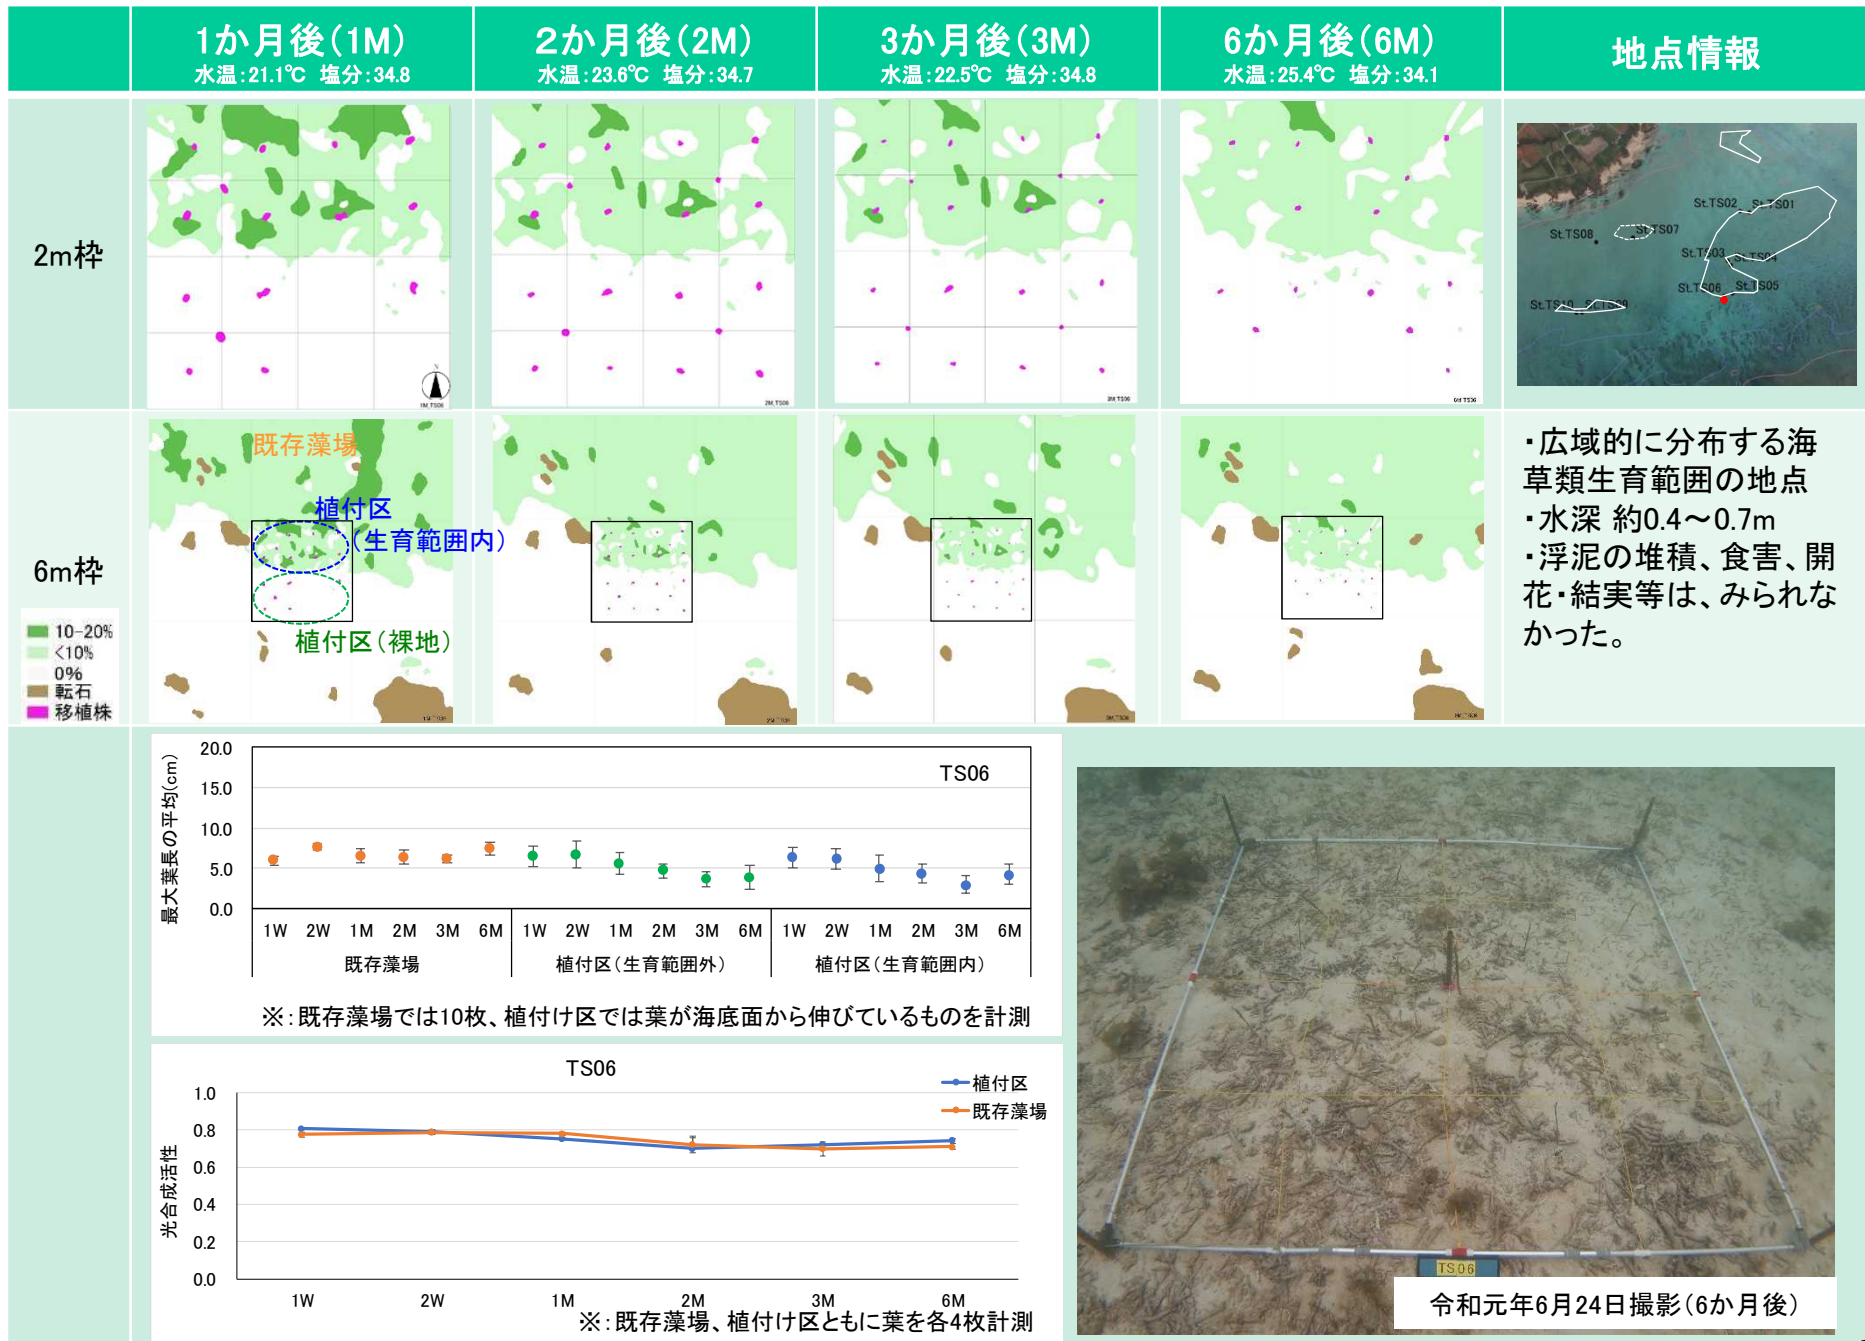 1か月後(1M)
水温:21.1℃ 塩分:34.8
2か月後(2M)
水温:23.6℃ 塩分:34.7
3か月後(3M)
水温:22.5℃ 塩分:34.8
6か月後(6M)
水温:25.4℃ 塩分:34.1
地点情報
2m枠
N
1M_TS06
2M_TS06
3M_TS06
6M_TS06
St.TS02
St.TS01
St.TS08
St.TS07
St.TS03
St.TS04
St.TS06
St.TS05
St.TS10
St.TS09
6m枠
10-20%
<10%
0%
転石
移植株
既存藻場
植付区
(生育範囲内)
植付区(裸地)
・広域的に分布する海
草類生育範囲の地点
・水深 約0.4～0.7m
・浮泥の堆積、食害、開
花・結実等は、みられな
かった。
最大葉長の平均(cm)
20.0
15.0
10.0
5.0
0.0
TS06
1W 2W 1M 2M 3M 6M 1W 2W 1M 2M 3M 6M 1W 2W 1M 2M 3M 6M
既存藻場 植付区(生育範囲外) 植付区(生育範囲内)
※:既存藻場では10枚、植付け区では葉が海底面から伸びているものを計測
TS06
植付区
既存藻場
光合成活性
1.0
0.8
0.6
0.4
0.2
0.0
1W 2W 1M 2M 3M 6M
※:既存藻場、植付け区ともに葉を各4枚計測
TS06
令和元年6月24日撮影(6か月後)